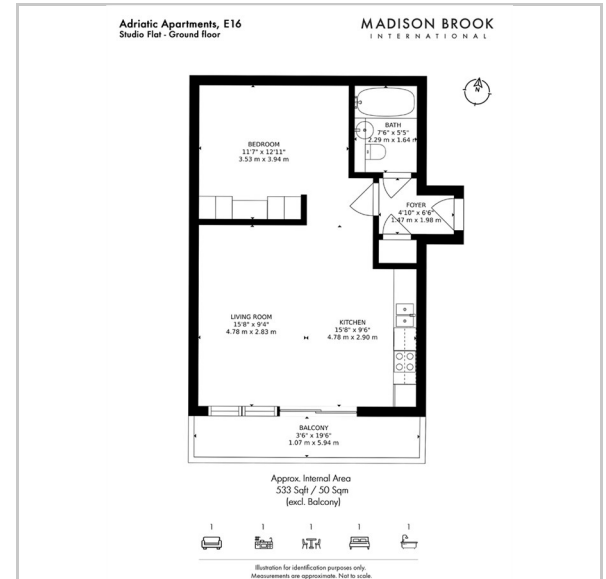 Adriatic Apartments, E16
Studio Flat - Ground floor
MADISON BROOK
INTERNATIONAL
N
BATH
7'6" x 5'5"
2.29 m x 1.64 m
BEDROOM
11'7" x 12'11"
3.53 m x 3.94 m
FOYER
4'10" x 6'6"
1.47 m x 1.98 m
LIVING ROOM
15'8" x 9'4"
4.78 m x 2.83 m
KITCHEN
15'8" x 9'6"
4.78 m x 2.90 m
BALCONY
3'6" x 19'6"
1.07 m x 5.94 m
Approx. Internal Area
533 Sqft / 50 Sqm
(excl. Balcony)
1 1 1 1 1
Illustration for identification purposes only.
Measurements are approximate. Not to scale.